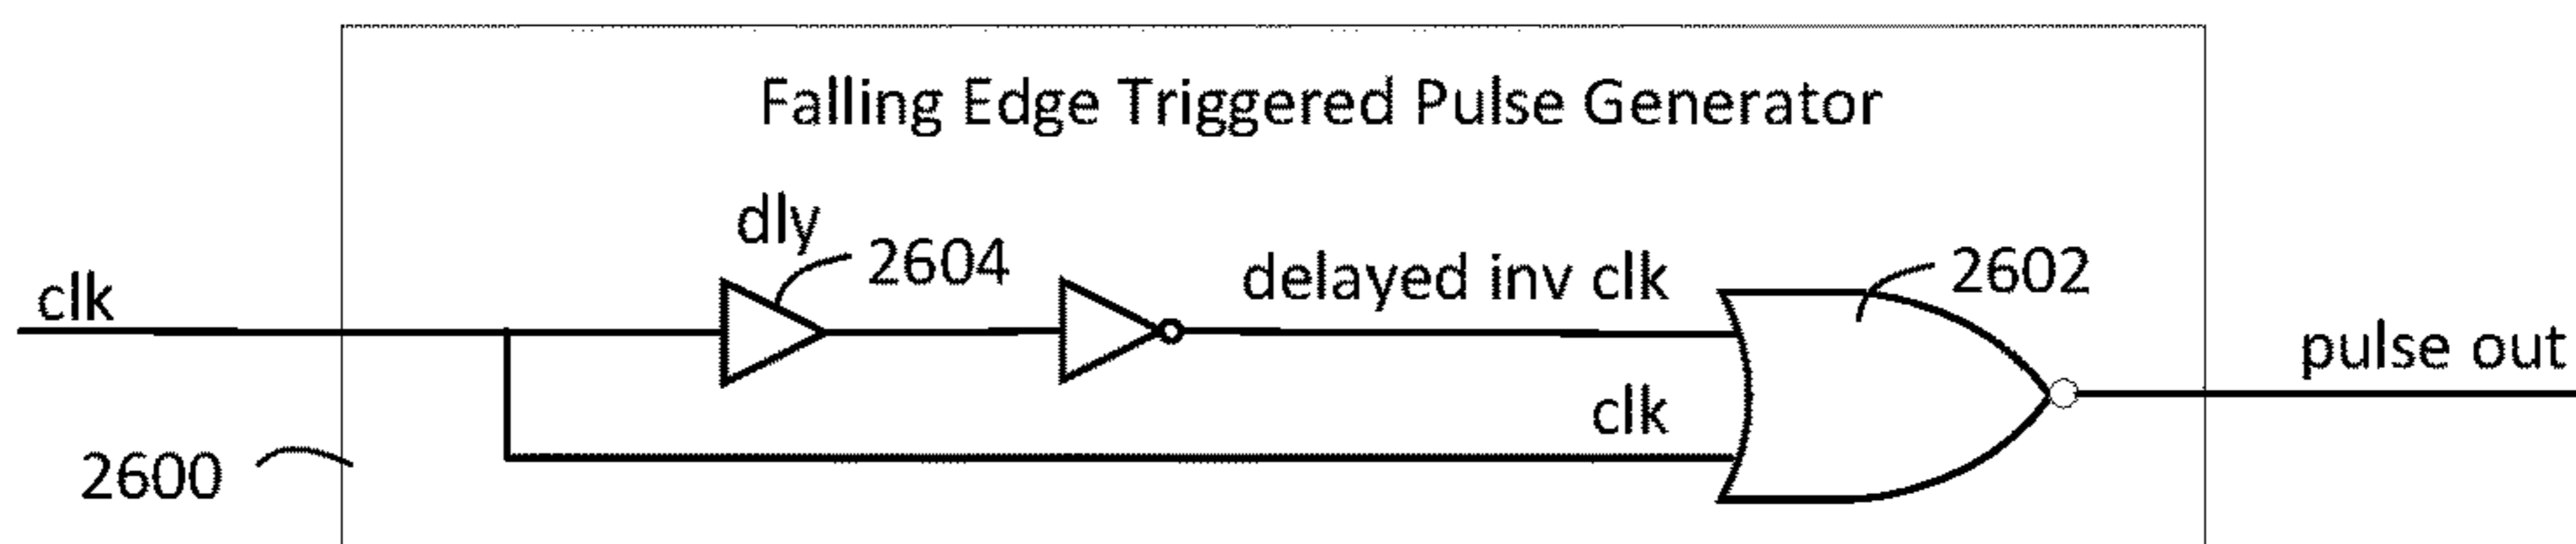 Falling Edge Triggered Pulse Generator
dly
2604
2602
clk
delayed inv clk
pulse out
clk
2600